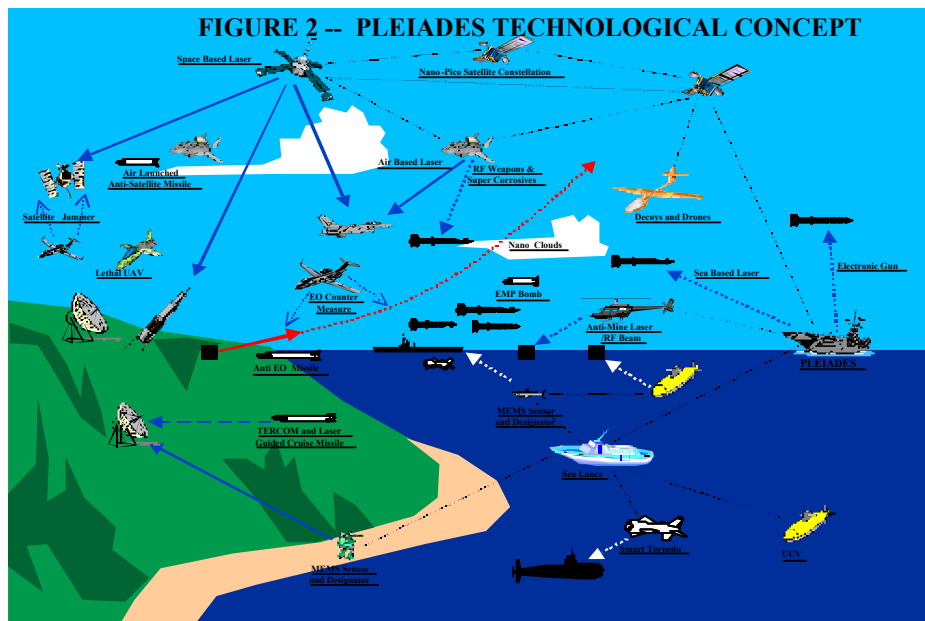 FIGURE 2 -- PLEIADES TECHNOLOGICAL CONCEPT
Space Based Laser
Nano-Pico Satellite Constellation
Air Launched
Anti-Satellite Missile
Air Based Laser
RF Weapons &
Super Corrosives
Satellite Jammer
Decoys and Drones
Lethal UAV
Nano Clouds
Electronic Gun
Sea Based Laser
EO Counter
Measure
EMP Bomb
Anti-Mine Laser
/RF Beam
Anti EO Missile
PLEIADES
MEMS Sensor
and Designator
TERCOM and Laser
Guided Cruise Missile
Sea Lance
Smart Torpedo
UUV
MEMS Sensor
and Designator